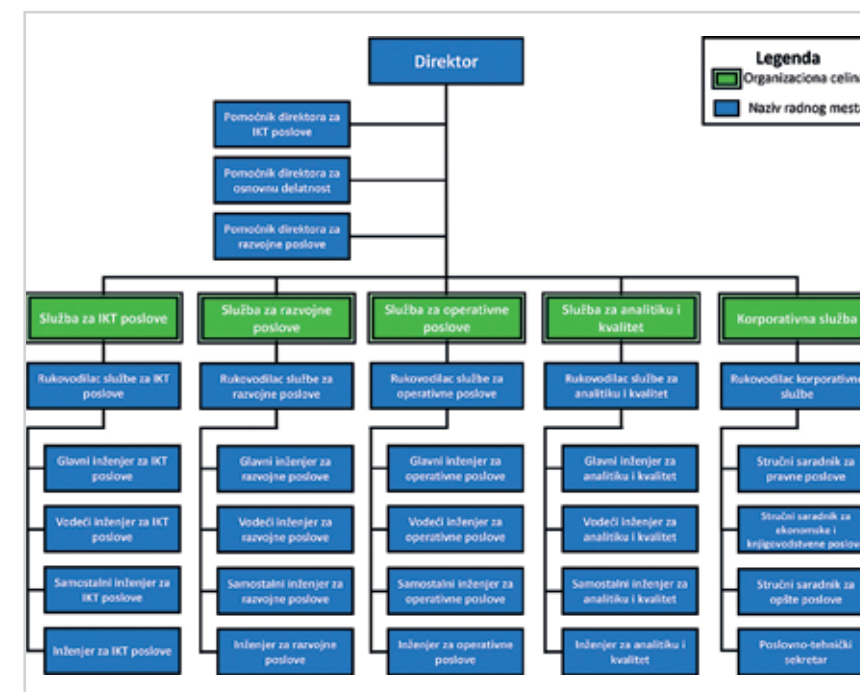 Direktor
Legenda
Organizaciona celina
Naziv radnog mesta
Pomoćnik direktora za
IKT poslove
Pomoćnik direktora za
osnovnu delatnost
Pomoćnik direktora za
razvojne poslove
Služba za IKT poslove
Služba za razvojne
poslove
Služba za operativne
poslove
Služba za analitiku i
kvalitet
Korporativna služba
Rukovodilac službe za IKT
poslove
Rukovodilac službe za
razvojne poslove
Rukovodilac službe za
operativne poslove
Rukovodilac službe za
analitiku i kvalitet
Rukovodilac korporativne
službe
Glavni inženjer za IKT
poslove
Glavni inženjer za
razvojne poslove
Glavni inženjer za
operativne poslove
Glavni inženjer za
analitiku i kvalitet
Stručni saradnik za
pravne poslove
Vodeći inženjer za IKT
poslove
Vodeći inženjer za
razvojne poslove
Vodeći inženjer za
operativne poslove
Vodeći inženjer za
analitiku i kvalitet
Stručni saradnik za
ekonomske i
knjigovodstvene poslove
Samostalni inženjer za
IKT poslove
Samostalni inženjer za
razvojne poslove
Samostalni inženjer za
operativne poslove
Samostalni inženjer za
analitiku i kvalitet
Stručni saradnik za
opšte poslove
Inženjer za IKT poslove
Inženjer za razvojne
poslove
Inženjer za operativne
poslove
Inženjer za analitiku i
kvalitet
Poslovno-tehnički
sekretar